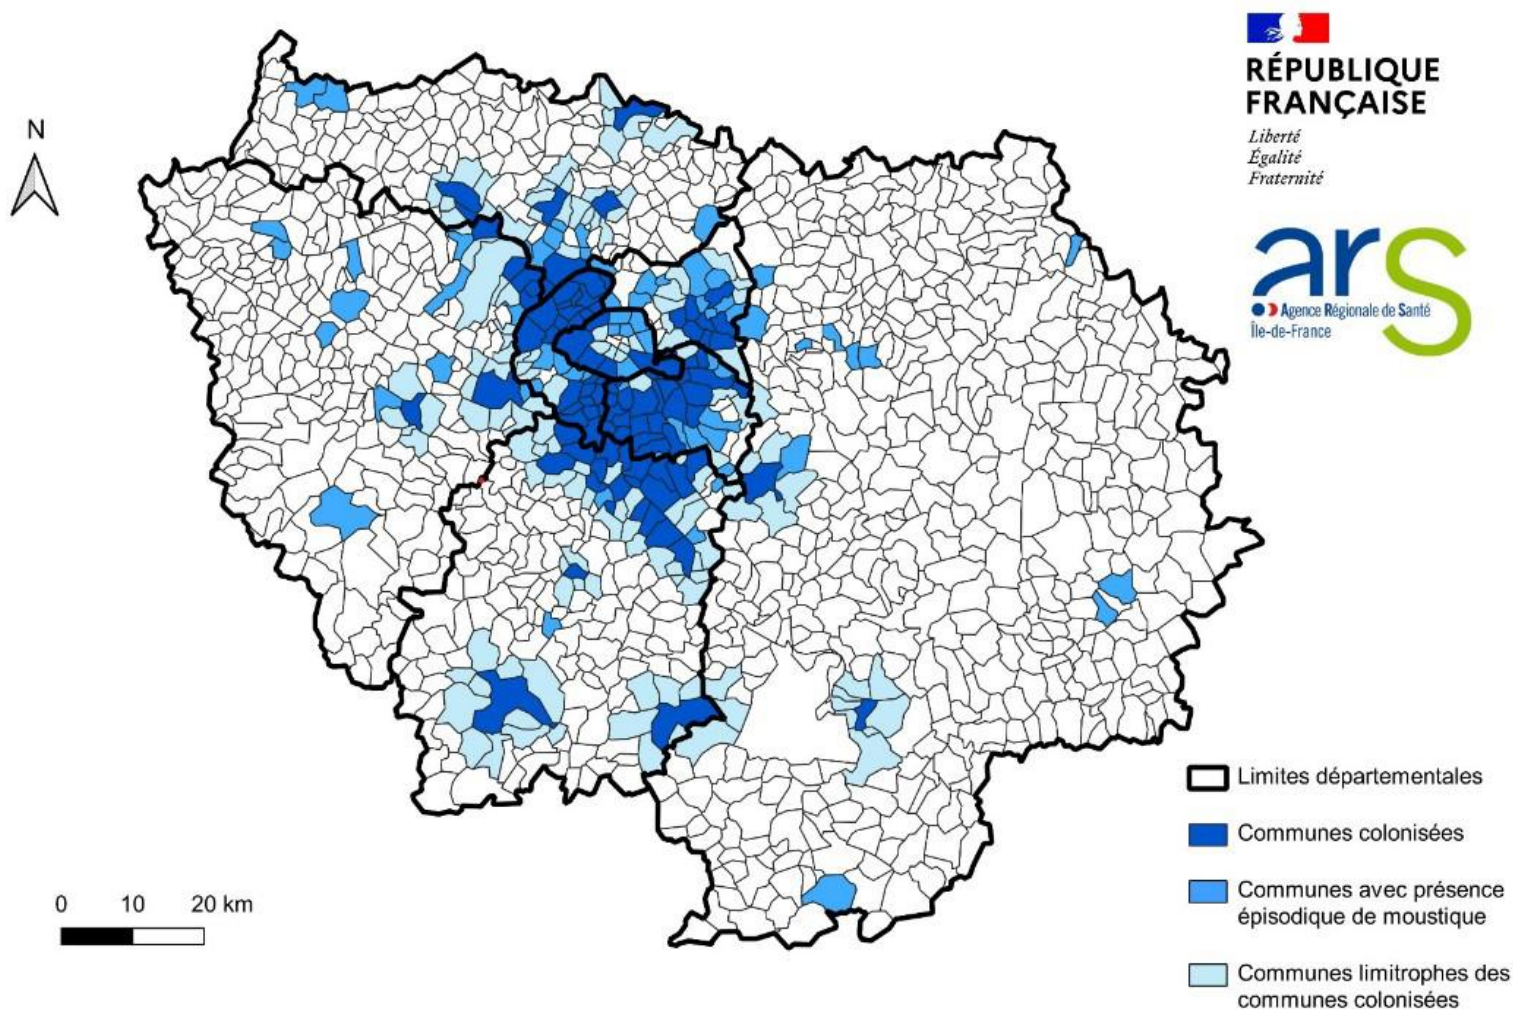 RÉPUBLIQUE
FRANÇAISE
Liberté
Égalité
Fraternité
N
ars
Agence Régionale de Santé
Île-de-France
Limites départementales
Communes colonisées
Communes avec présence
épisodique de moustique
Communes limitrophes des
communes colonisées
0 10 20 km